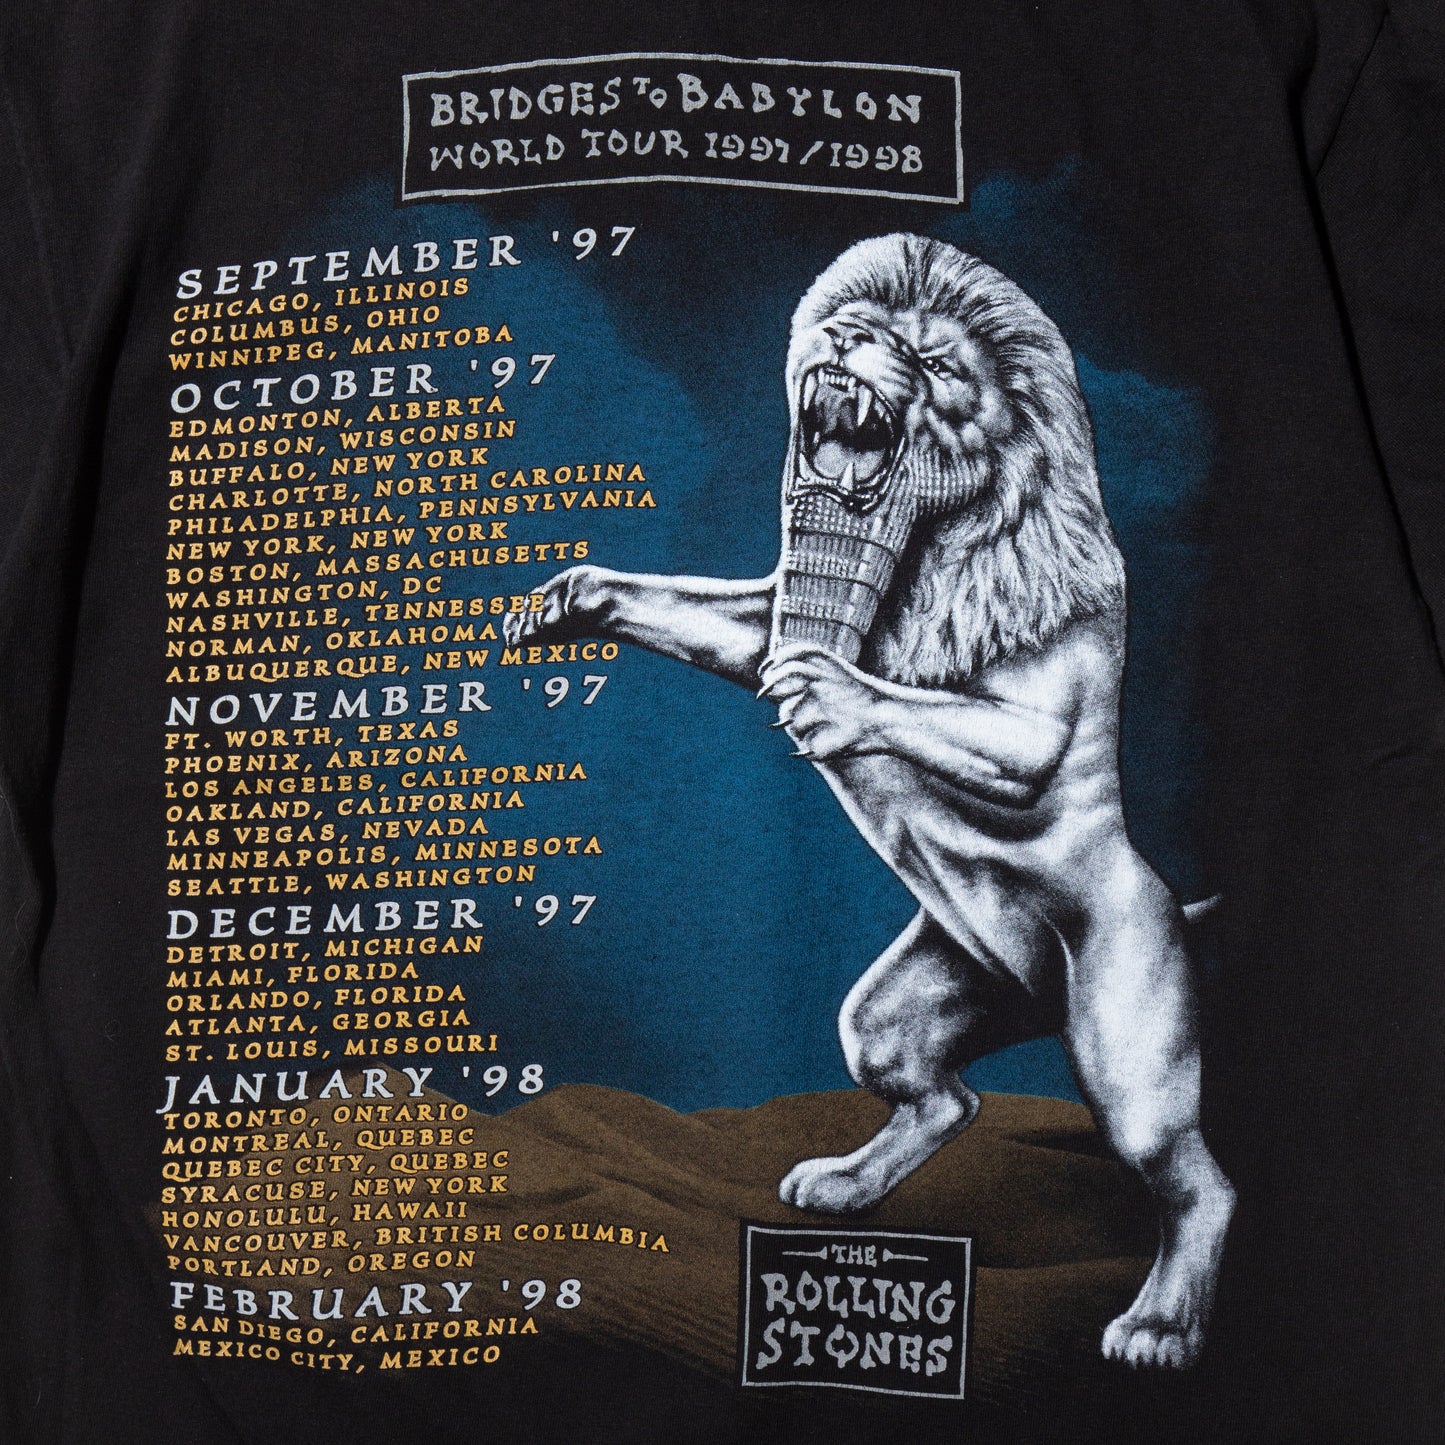 BRIDGES TO BABYLON
WORLD TOUR 1997/1998
SEPTEMBER '97
CHICAGO, ILLINOIS
COLUMBUS, OHIO
WINNIPEG, MANITOBA
OCTOBER '97
EDMONTON, ALBERTA
MADISON, WISCONSIN
BUFFALO, NEW YORK
CHARLOTTE, NORTH CAROLINA
PHILADELPHIA, PENNSYLVANIA
NEW YORK, NEW YORK
BOSTON, MASSACHUSETTS
WASHINGTON, DC
NASHVILLE, TENNESSEE
NORMAN, OKLAHOMA
ALBUQUERQUE, NEW MEXICO
NOVEMBER '97
FT. WORTH, TEXAS
PHOENIX, ARIZONA
LOS ANGELES, CALIFORNIA
OAKLAND, CALIFORNIA
LAS VEGAS, NEVADA
MINNEAPOLIS, MINNESOTA
SEATTLE, WASHINGTON
DECEMBER '97
DETROIT, MICHIGAN
MIAMI, FLORIDA
ORLANDO, FLORIDA
ATLANTA, GEORGIA
ST. LOUIS, MISSOURI
JANUARY '98
TORONTO, ONTARIO
MONTREAL, QUEBEC
QUEBEC CITY, QUEBEC
SYRACUSE, NEW YORK
HONOLULU, HAWAII
VANCOUVER, BRITISH COLUMBIA
PORTLAND, OREGON
FEBRUARY '98
SAN DIEGO, CALIFORNIA
MEXICO CITY, MEXICO
THE
ROLLING
STONES